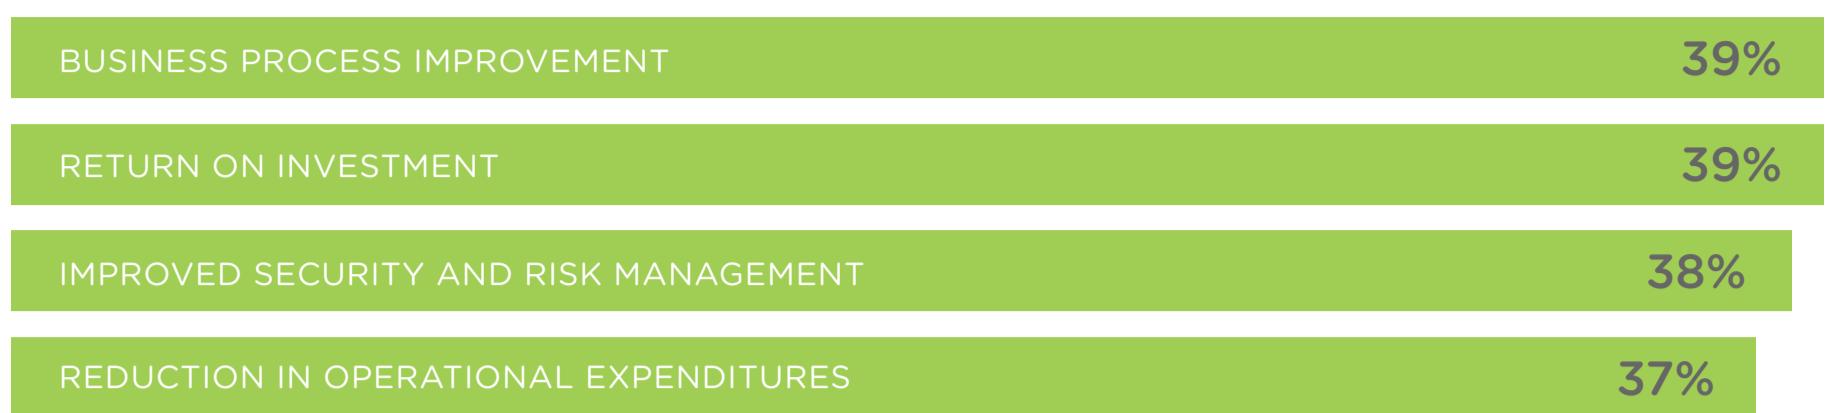 BUSINESS PROCESS IMPROVEMENT 39%
RETURN ON INVESTMENT 39%
IMPROVED SECURITY AND RISK MANAGEMENT 38%
REDUCTION IN OPERATIONAL EXPENDITURES 37%